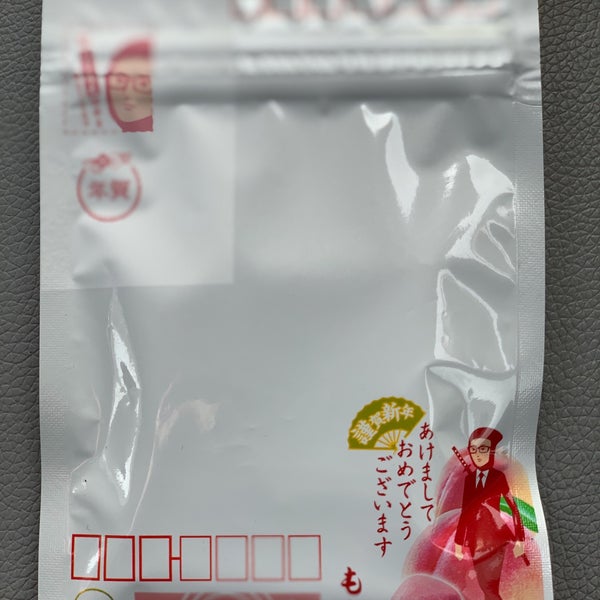 年賀
謹賀新年
あけまして
おめでとう
ございます
も